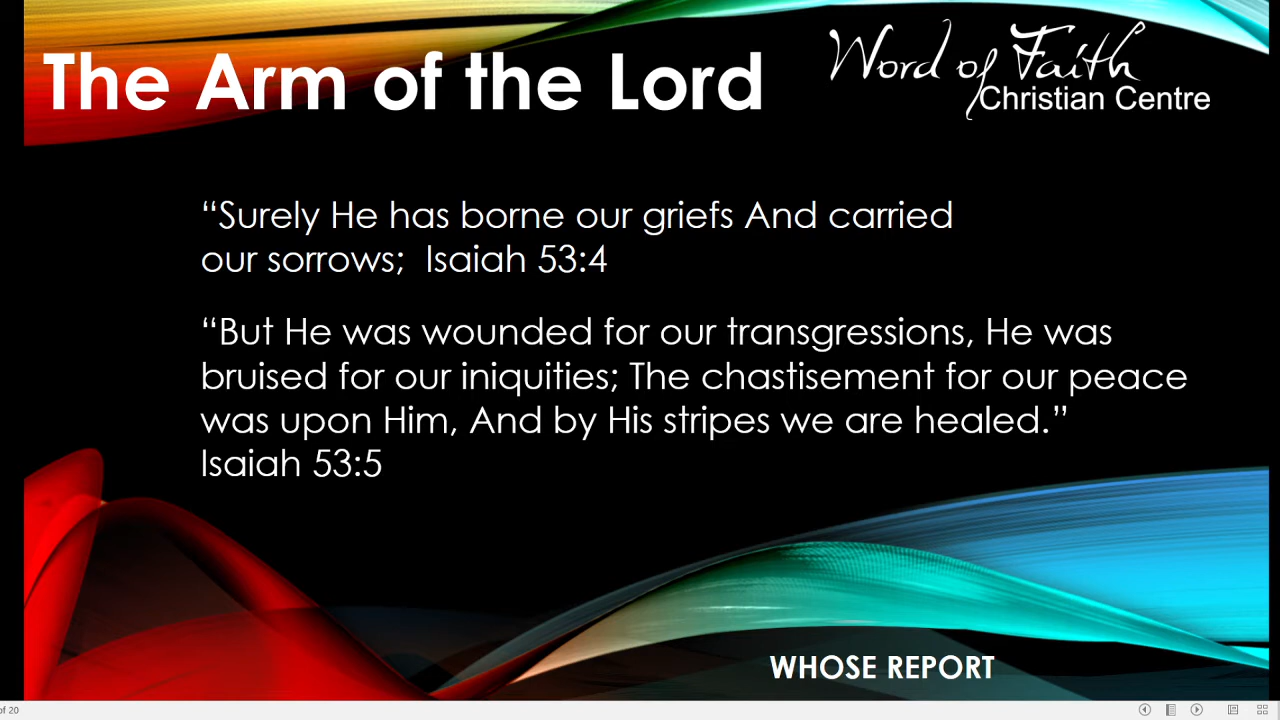 The Arm of the Lord
Word of Faith
Christian Centre
“Surely He has borne our griefs And carried
our sorrows;  Isaiah 53:4
“But He was wounded for our transgressions, He was
bruised for our iniquities; The chastisement for our peace
was upon Him, And by His stripes we are healed.”
Isaiah 53:5
WHOSE REPORT
of 20